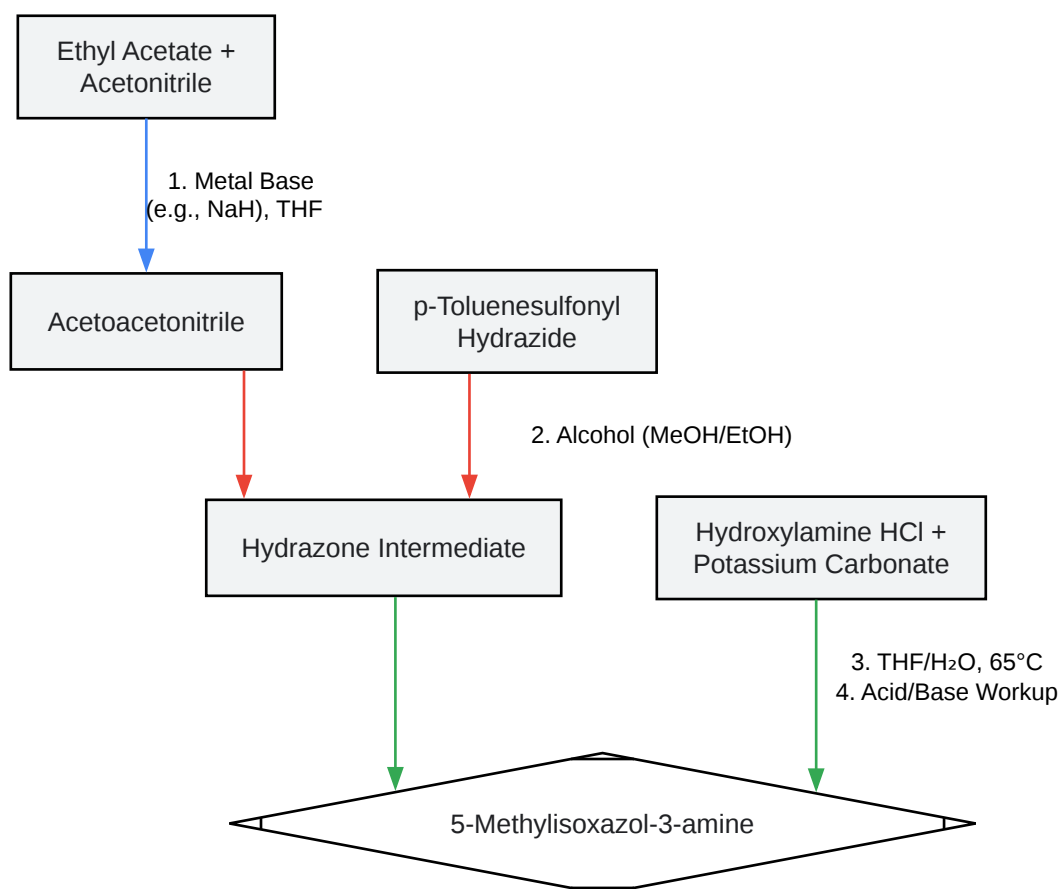 Ethyl Acetate +
Acetonitrile
1. Metal Base
(e.g., NaH), THF
Acetoacetonitrile
p-Toluenesulfonyl
Hydrazide
2. Alcohol (MeOH/EtOH)
Hydrazone Intermediate
Hydroxylamine HCl +
Potassium Carbonate
3. THF/H₂O, 65°C
4. Acid/Base Workup
5-Methylisoxazol-3-amine